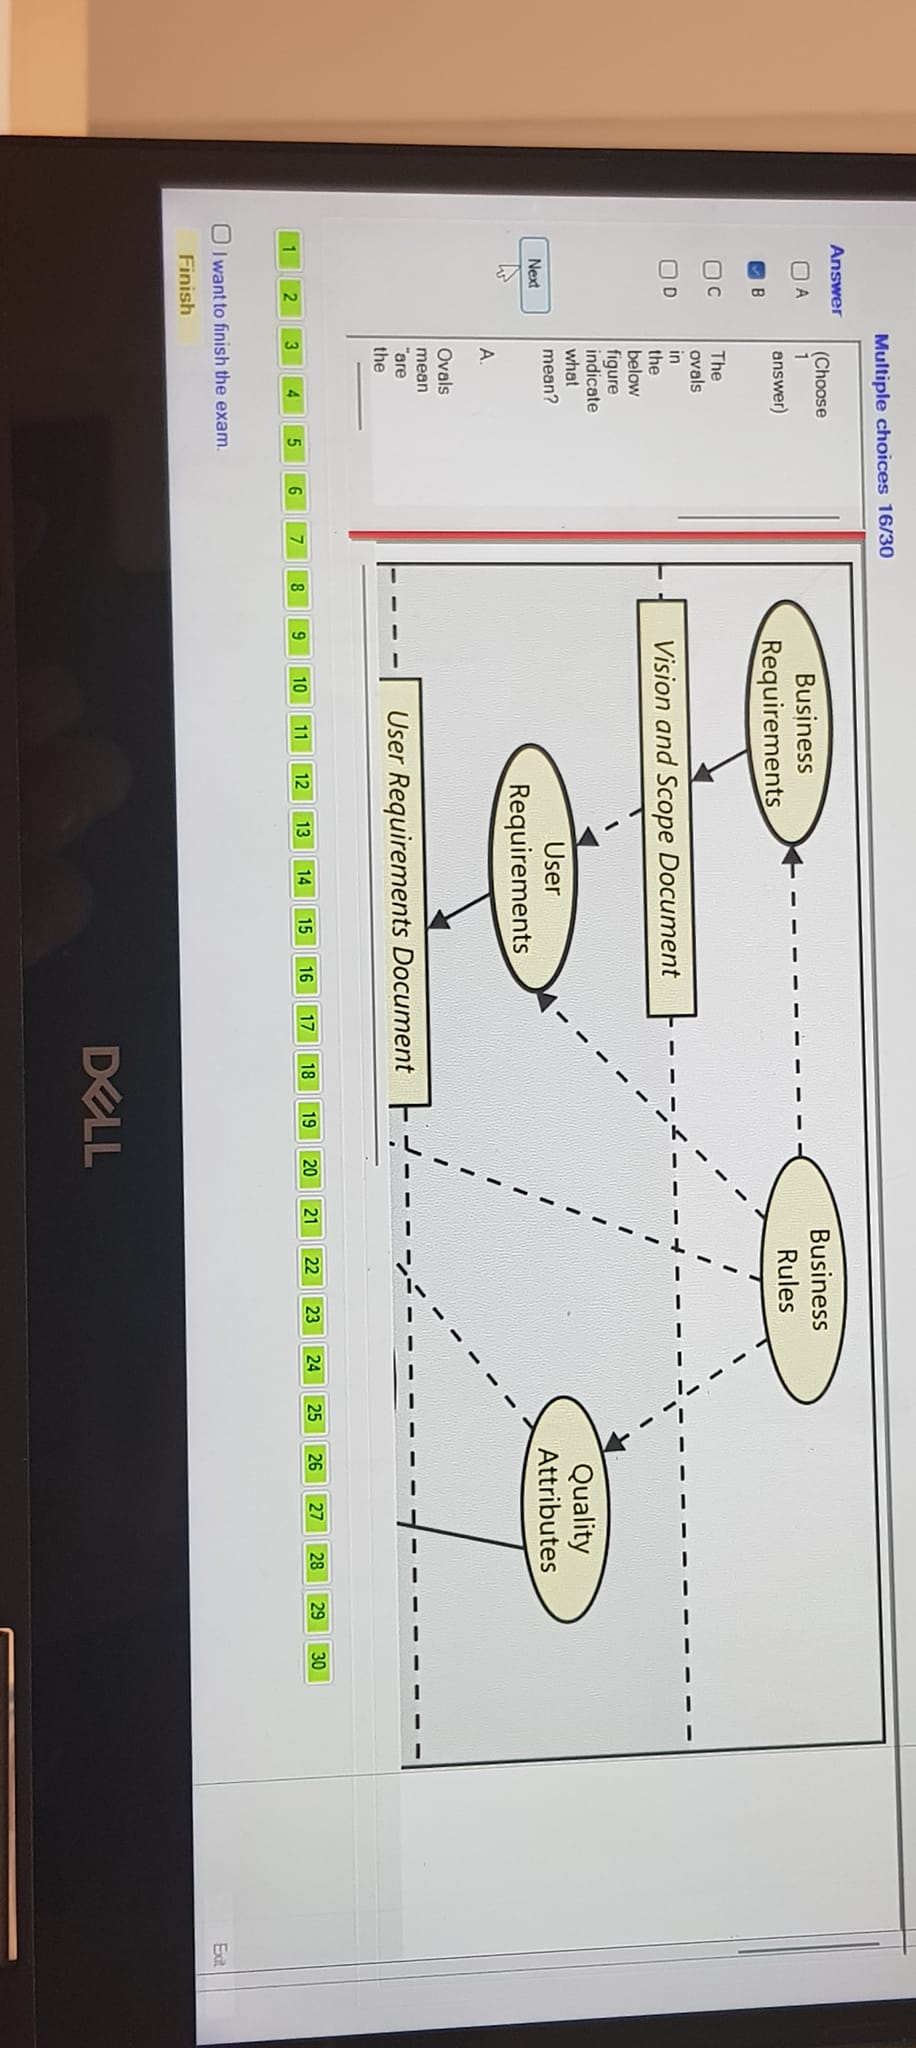 Multiple choices 16/30
Answer
A
B
C
D
Next
(Choose
1
answer)
The
ovals
in
the
below
figure
indicate
what
mean?
A.
Ovals
mean
"are
the
Business
Requirements
Business
Rules
Vision and Scope Document
User
Requirements
Quality
Attributes
User Requirements Document
1 2 3 4 5 6 7 8 9 10 11 12 13 14 15 16 17 18 19 20 21 22 23 24 25 26 27 28 29 30
I want to finish the exam.
Finish
Exit
DELL